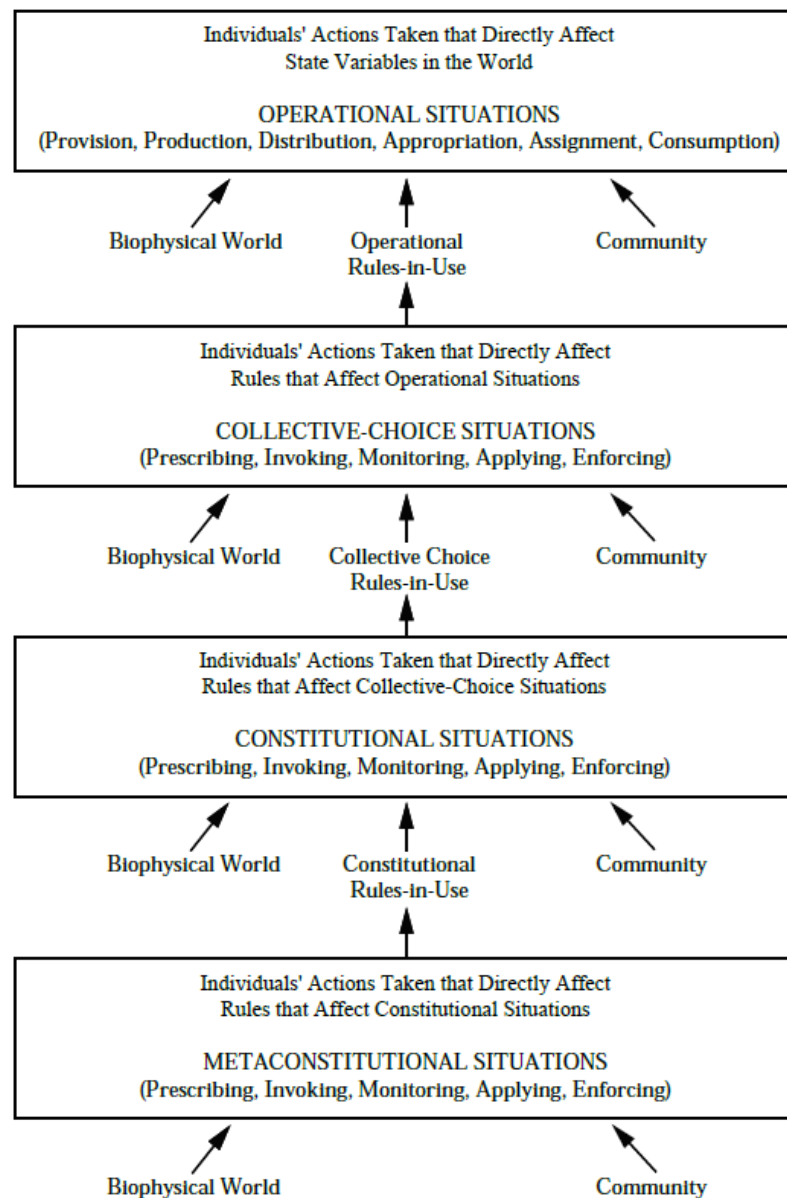 Individuals' Actions Taken that Directly Affect
State Variables in the World
OPERATIONAL SITUATIONS
(Provision, Production, Distribution, Appropriation, Assignment, Consumption)
Biophysical World
Operational
Rules-in-Use
Community
Individuals' Actions Taken that Directly Affect
Rules that Affect Operational Situations
COLLECTIVE-CHOICE SITUATIONS
(Prescribing, Invoking, Monitoring, Applying, Enforcing)
Biophysical World
Collective Choice
Rules-in-Use
Community
Individuals' Actions Taken that Directly Affect
Rules that Affect Collective-Choice Situations
CONSTITUTIONAL SITUATIONS
(Prescribing, Invoking, Monitoring, Applying, Enforcing)
Biophysical World
Constitutional
Rules-in-Use
Community
Individuals' Actions Taken that Directly Affect
Rules that Affect Constitutional Situations
METACONSTITUTIONAL SITUATIONS
(Prescribing, Invoking, Monitoring, Applying, Enforcing)
Biophysical World
Community